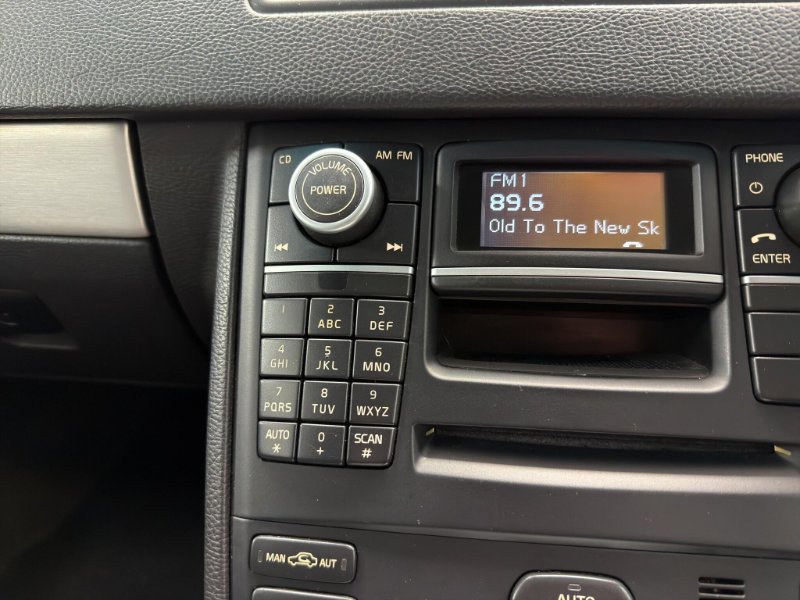 CD
AM FM
VOLUME
POWER
FM1
89.6
Old To The New Sk
PHONE
ENTER
1
2
ABC
3
DEF
4
GHI
5
JKL
6
MNO
7
PQRS
8
TUV
9
WXYZ
AUTO
*
0
+
SCAN
#
MAN AUT
AUTO